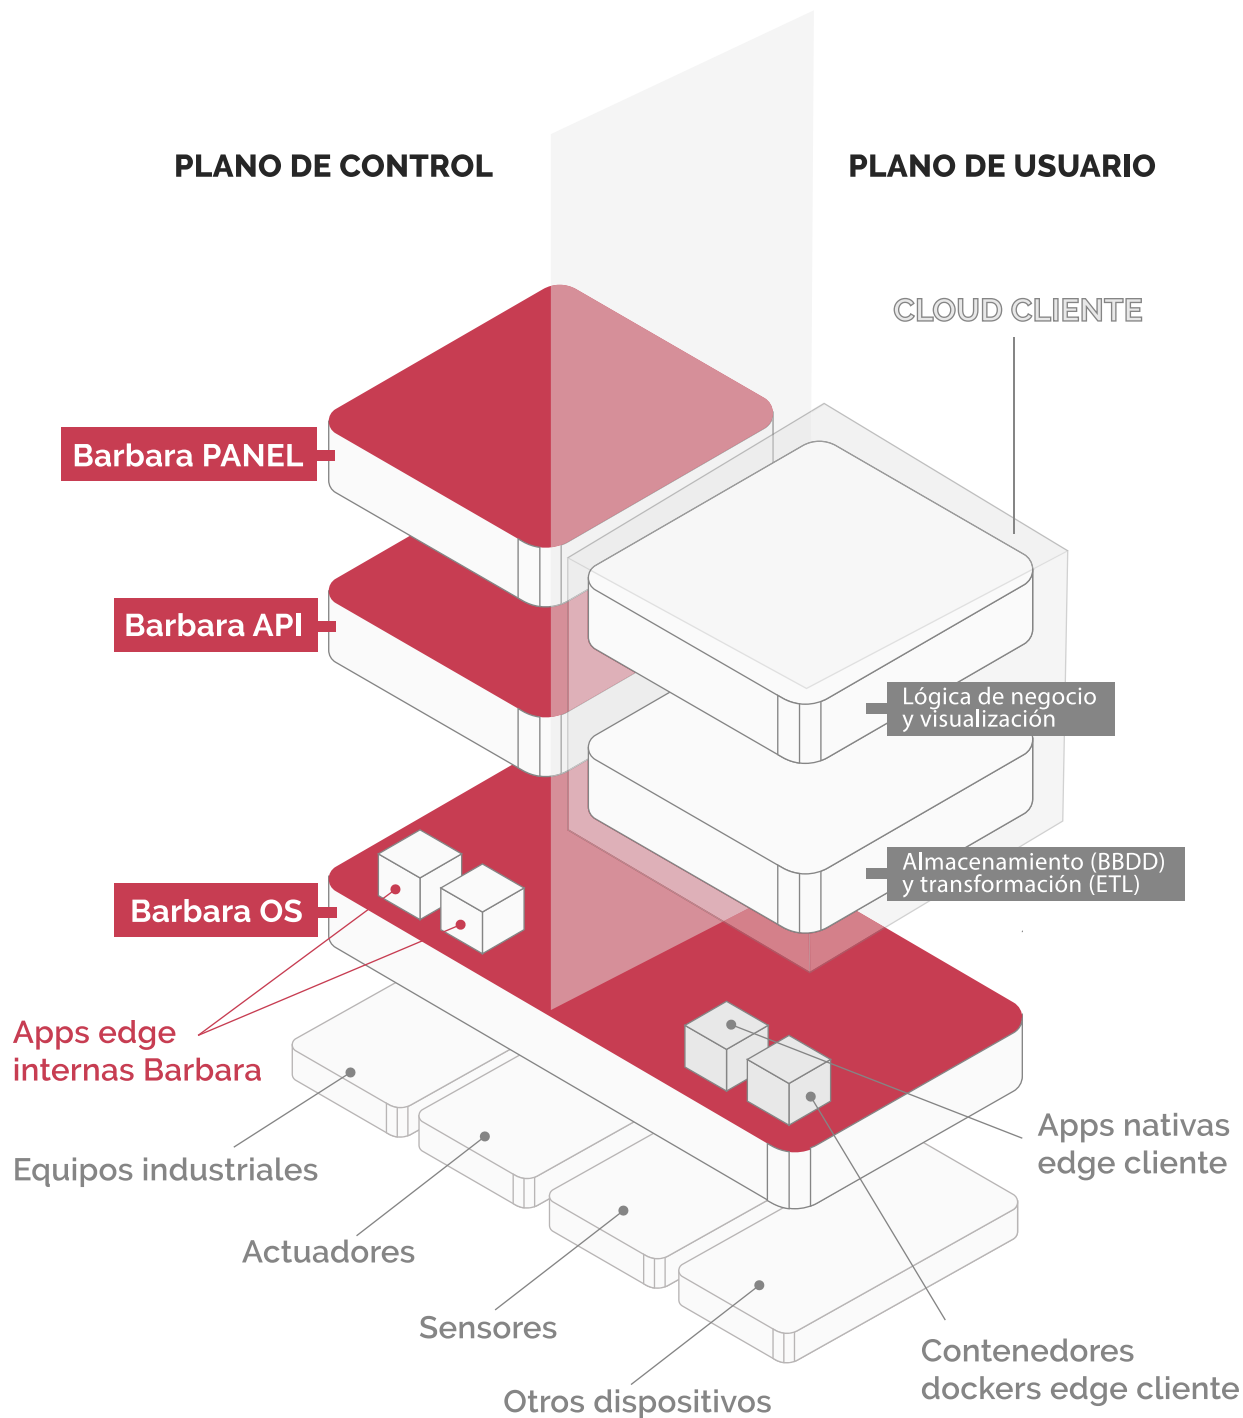 PLANO DE CONTROL
PLANO DE USUARIO
CLOUD CLIENTE
Barbara PANEL
Barbara API
Lógica de negocio
y visualización
Almacenamiento (BBDD)
y transformación (ETL)
Barbara OS
Apps edge
internas Barbara
Apps nativas
edge cliente
Equipos industriales
Actuadores
Sensores
Contenedores
dockers edge cliente
Otros dispositivos